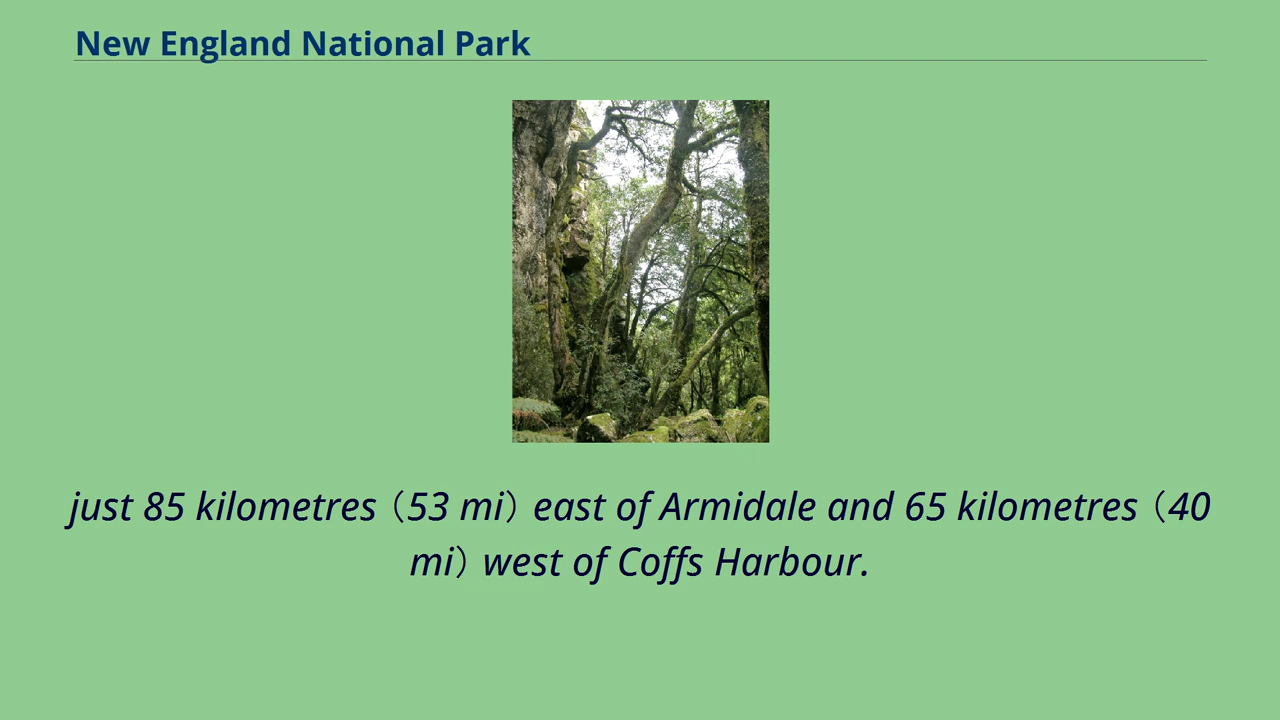 New England National Park
just 85 kilometres（53 mi）east of Armidale and 65 kilometres（40
mi）west of Coffs Harbour.